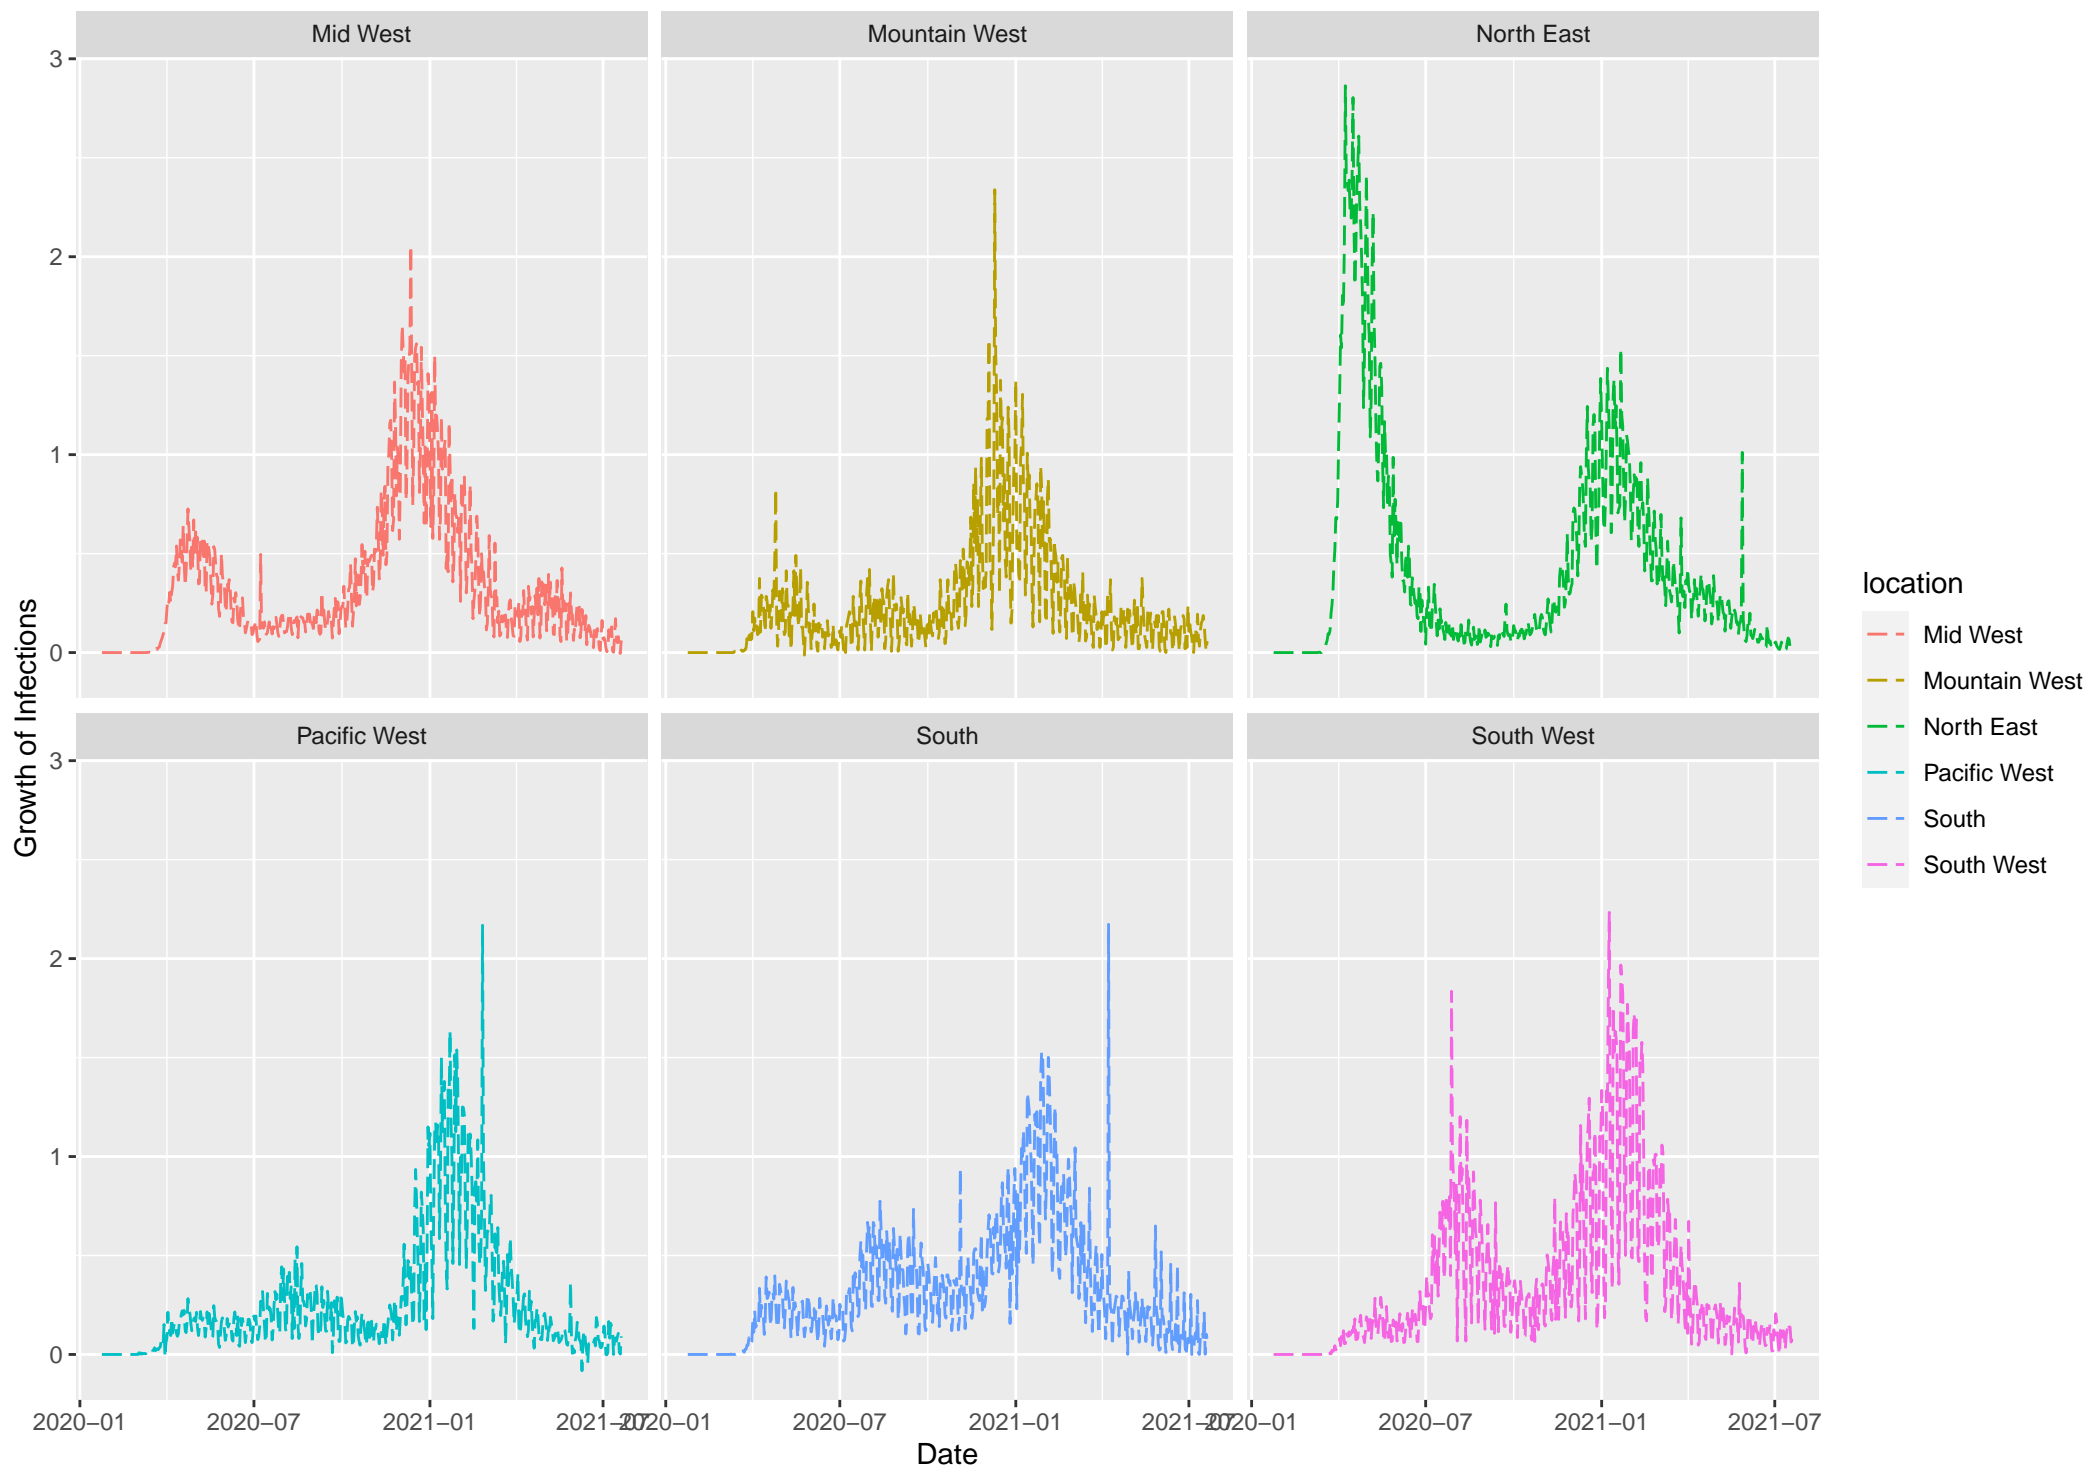 Mid West
Mountain West
North East
3
2
1
0
Pacific West
South
South West
3
2
1
0
Growth of Infections
2020−01
2020−07
2021−01
2021−07
2020−01
2020−07
2021−01
2021−07
2020−01
2020−07
2021−01
2021−07
Date
location
Mid West
Mountain West
North East
Pacific West
South
South West